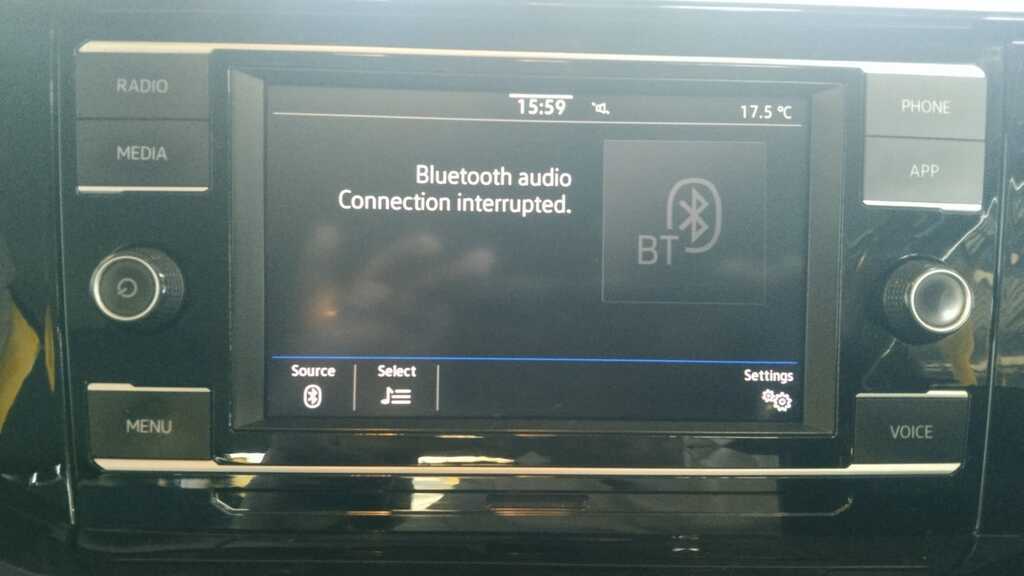 RADIO
MEDIA
15:59
17.5 °C
PHONE
APP
Bluetooth audio
Connection interrupted.
BT
Source
Select
Settings
MENU
VOICE